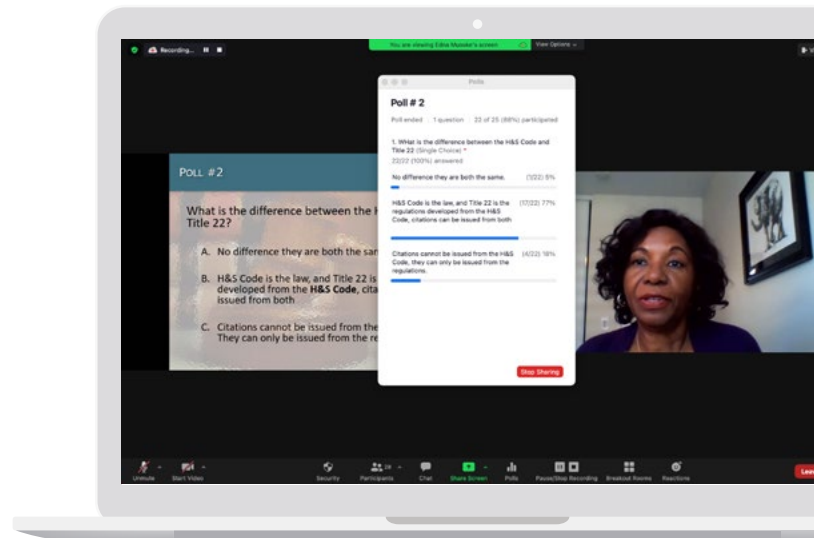 Recording...
You are viewing Edna Musoke's screen
View Options
Polls
Poll # 2
Poll ended 1 question 22 of 25 (88%) participated
1. WHat is the difference between the H&S Code and
Title 22 (Single Choice) *
22/22 (100%) answered
No difference they are both the same. (1/22) 5%
H&S Code is the law, and Title 22 is the (17/22) 77%
regulations developed from the H&S
Code, citations can be issued from both
Citations cannot be issued from the H&S (4/22) 18%
Code, they can only be issued from the
regulations.
Stop Sharing
POLL #2
What is the difference between the
Title 22?
A. No difference they are both the sam
B. H&S Code is the law, and Title 22 is
developed from the H&S Code, cita
issued from both
C. Citations cannot be issued from the
They can only be issued from the re
Unmute Start Video Security Participants Chat Share Screen Polls Pause/Stop Recording Breakout Rooms Reactions Leav